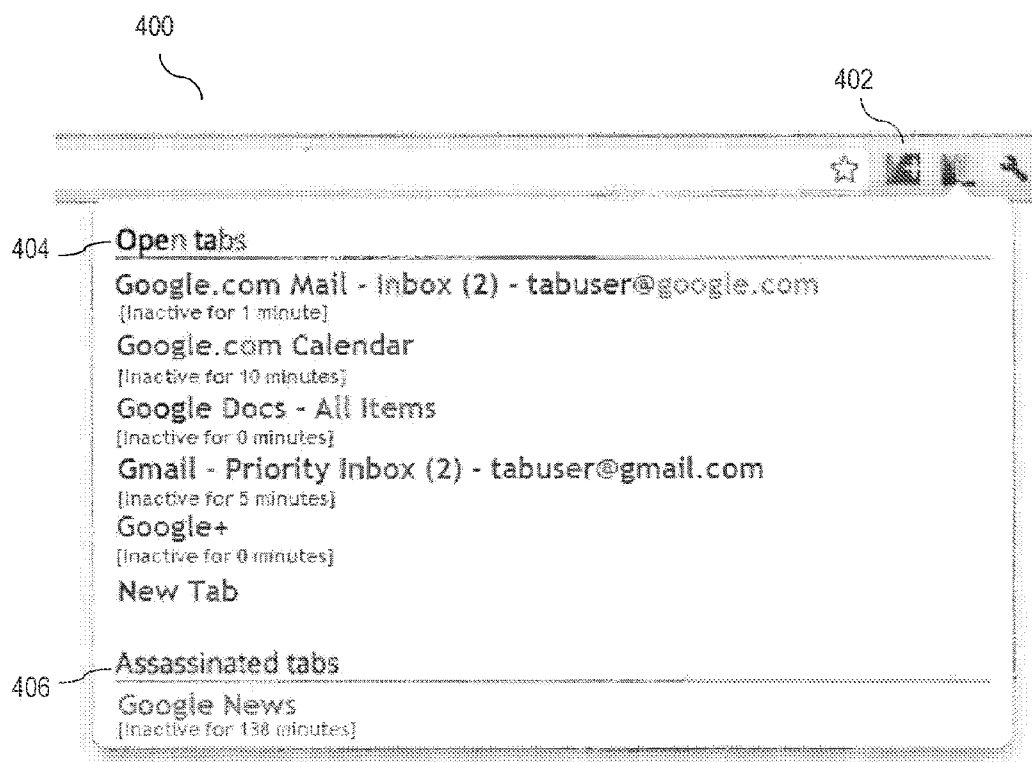 400
402
404
Open tabs
Google.com Mail - Inbox (2) - tabuser@google.com
[Inactive for 1 minute]
Google.com Calendar
[Inactive for 10 minutes]
Google Docs - All Items
[Inactive for 0 minutes]
Gmail - Priority Inbox (2) - tabuser@gmail.com
[Inactive for 5 minutes]
Google+
[Inactive for 0 minutes]
New Tab
406
Assassinated tabs
Google News
[Inactive for 138 minutes]